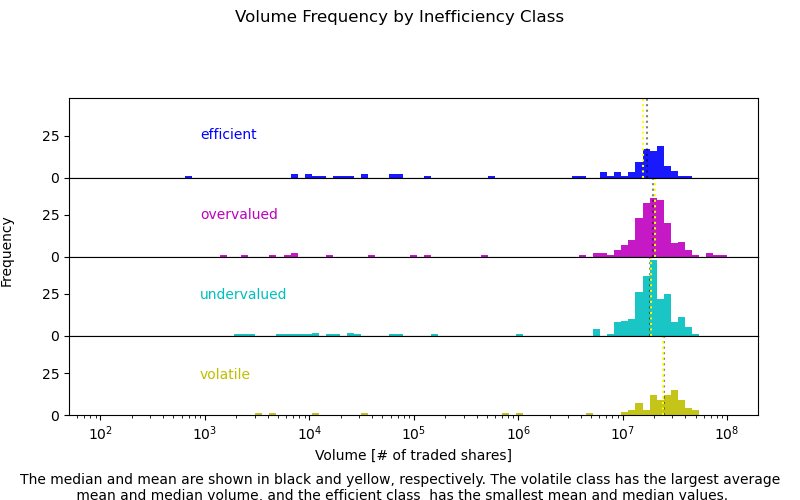 Volume Frequency by Inefficiency Class
efficient
25
0
overvalued
25
0
undervalued
25
0
volatile
25
0
Frequency
10² 10³ 10⁴ 10⁵ 10⁶ 10⁷ 10⁸
Volume [# of traded shares]
The median and mean are shown in black and yellow, respectively. The volatile class has the largest average
mean and median volume, and the efficient class  has the smallest mean and median values.